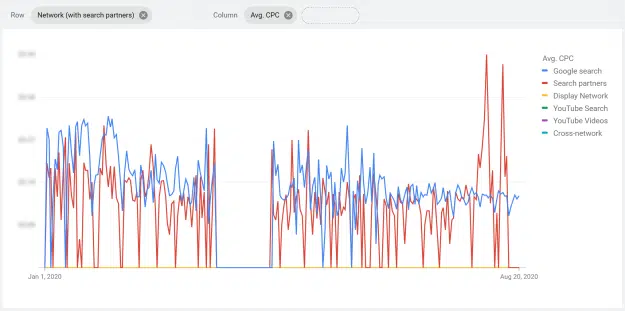 Row
Network (with search partners)
Column
Avg. CPC
Avg. CPC
Google search
Search partners
Display Network
YouTube Search
YouTube Videos
Cross-network
Jan 1, 2020
Aug 20, 2020